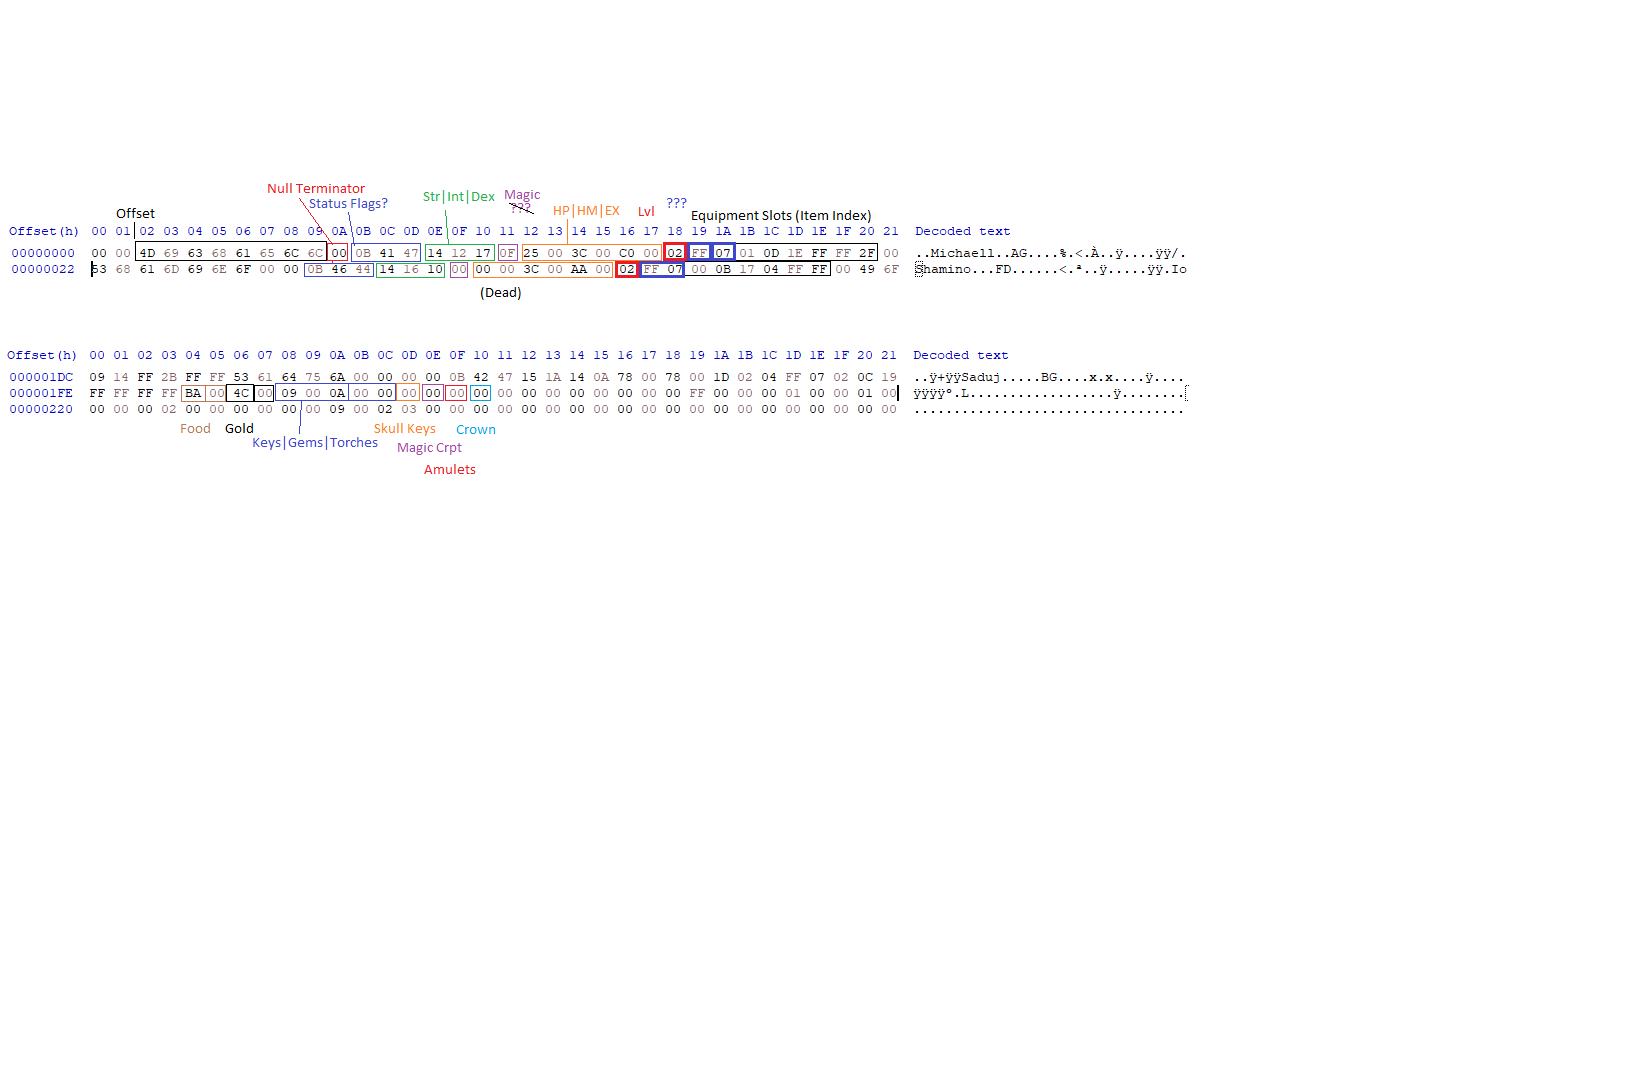 Null Terminator
Status Flags?
Str|Int|Dex
Magic
???
HP|HM|EX
Lvl
???
Offset
Equipment Slots (Item Index)
Offset(h) 00 01 02 03 04 05 06 07 08 09 0A 0B 0C 0D 0E 0F 10 11 12 13 14 15 16 17 18 19 1A 1B 1C 1D 1E 1F 20 21 Decoded text
00000000 00 00 4D 69 63 68 61 65 6C 6C 00 0B 41 47 14 12 17 0F 25 00 3C 00 C0 00 02 FF 07 01 0D 1E FF FF 2F 00 ..Michaell..AG....%.<.À..ÿ....ÿÿ/.
00000022 53 68 61 6D 69 6E 6F 00 00 0B 46 44 14 16 10 00 00 00 3C 00 AA 00 02 FF 07 00 0B 17 04 FF FF 00 49 6F Shamino...FD......<.ª..ÿ.....ÿÿ.Io
(Dead)
Offset(h) 00 01 02 03 04 05 06 07 08 09 0A 0B 0C 0D 0E 0F 10 11 12 13 14 15 16 17 18 19 1A 1B 1C 1D 1E 1F 20 21 Decoded text
000001DC 09 14 FF 2B FF FF 53 61 64 75 6A 00 00 00 00 0B 42 47 15 1A 14 0A 78 00 78 00 1D 02 04 FF 07 02 0C 19 ..ÿ+ÿÿSaduj.....BG....x.x....ÿ....
000001FE FF FF FF FF BA 00 4C 00 09 00 0A 00 00 00 00 00 00 00 00 00 00 00 00 00 00 FF 00 00 00 01 00 00 01 00 ÿÿÿÿº.L..................ÿ........
00000220 00 00 00 02 00 00 00 00 00 00 09 00 02 03 00 00 00 00 00 00 00 00 00 00 00 00 00 00 00 00 00 00 00 00 ..................................
Food
Gold
Keys|Gems|Torches
Skull Keys
Crown
Magic Crpt
Amulets